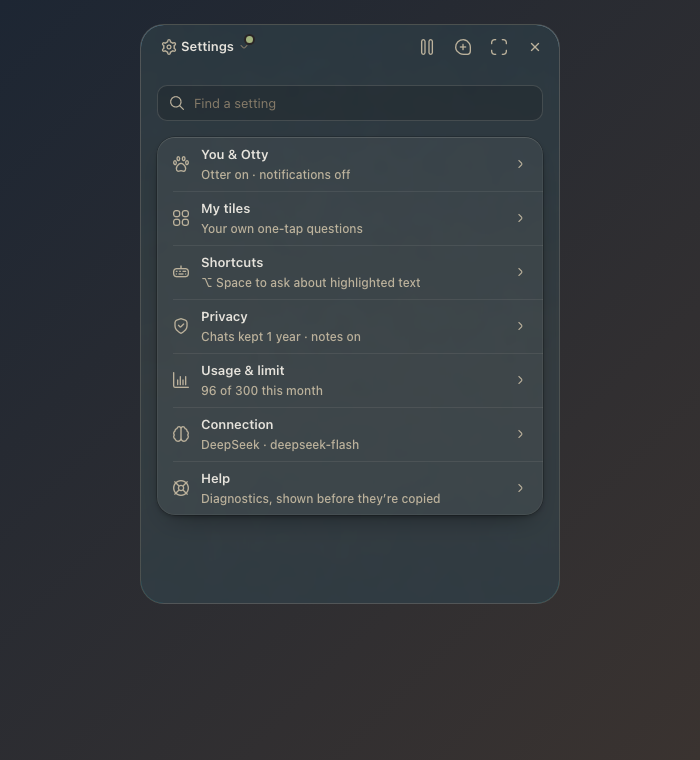 Settings
Find a setting
You & Otty
Otter on · notifications off
My tiles
Your own one-tap questions
Shortcuts
⌥ Space to ask about highlighted text
Privacy
Chats kept 1 year · notes on
Usage & limit
96 of 300 this month
Connection
DeepSeek · deepseek-flash
Help
Diagnostics, shown before they’re copied